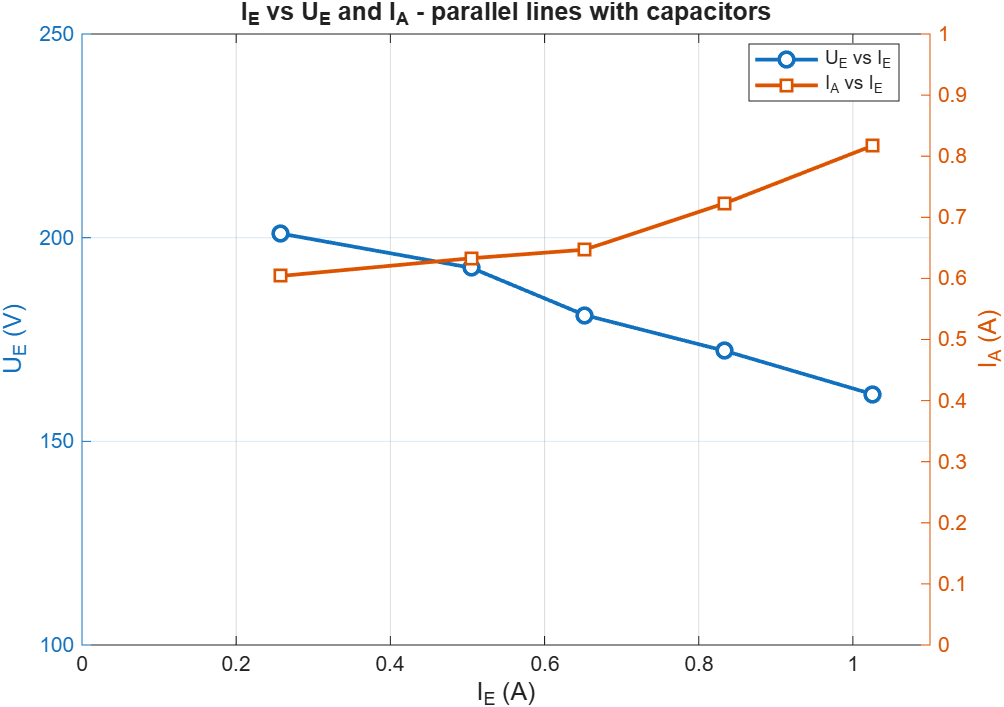 I_E vs U_E and I_A - parallel lines with capacitors
250
200
150
100
U_E (V)
1
0.9
0.8
0.7
0.6
0.5
0.4
0.3
0.2
0.1
0
I_A (A)
U_E vs I_E
I_A vs I_E
0 0.2 0.4 0.6 0.8 1
I_E (A)